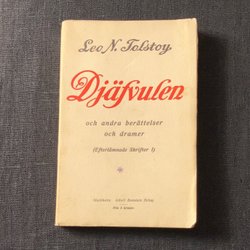 Leo N. Tolstoy
Djäfvulen
och andra berättelser
och dramer
(Efterlämnade Skrifter I)